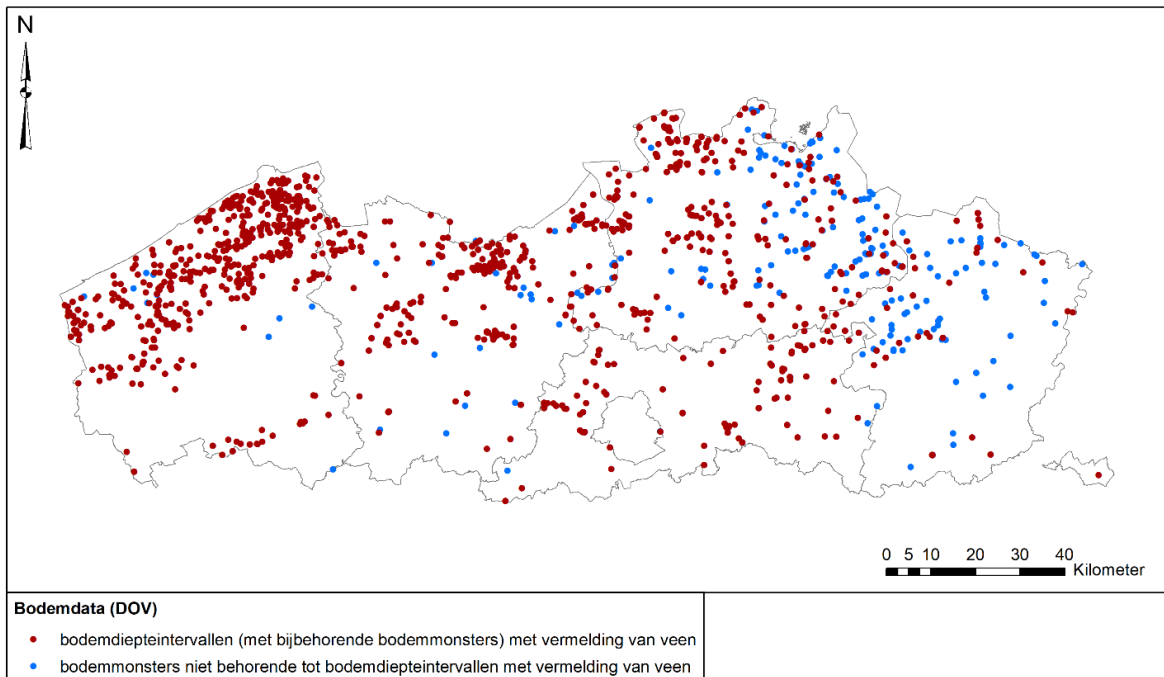 N
0 5 10 20 30 40
Kilometer
Bodemdata (DOV)
bodemdiepteintervallen (met bijbehorende bodemmonsters) met vermelding van veen
bodemmonsters niet behorende tot bodemdiepteintervallen met vermelding van veen